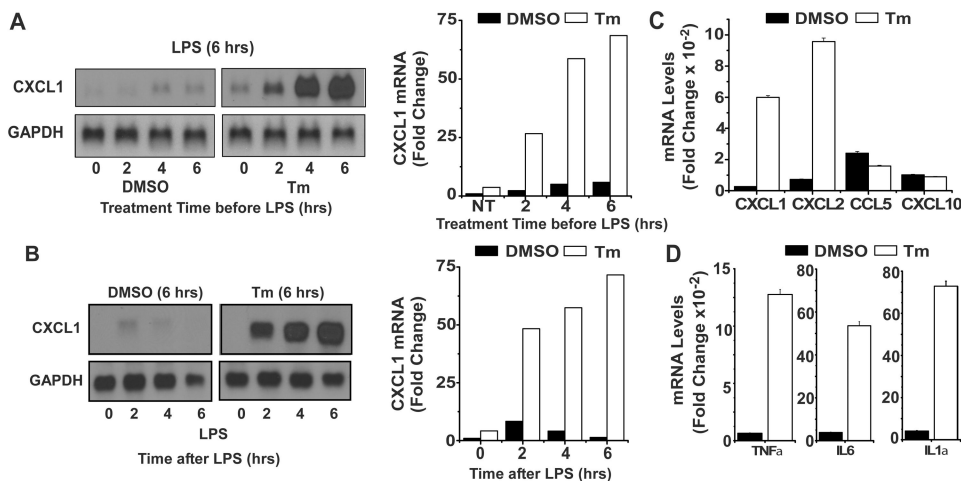 A
LPS (6 hrs)
CXCL1
GAPDH
0 2 4 6 0 2 4 6
DMSO Tm
Treatment Time before LPS (hrs)
DMSO Tm
CXCL1 mRNA
(Fold Change)
75
50
25
0
NT 2 4 6
Treatment Time before LPS (hrs)
C
DMSO Tm
mRNA Levels
(Fold Change x 10-2)
10
8
6
4
2
0
CXCL1 CXCL2 CCL5 CXCL10
B
DMSO (6 hrs) Tm (6 hrs)
CXCL1
GAPDH
0 2 4 6 0 2 4 6
LPS
Time after LPS (hrs)
DMSO Tm
CXCL1 mRNA
(Fold Change)
75
50
25
0
0 2 4 6
Time after LPS (hrs)
D
DMSO Tm
mRNA Levels
(Fold Change x10-2)
15 80 80
10 60 60
5 40 40
0 20 20
0 0
TNFa IL6 IL1a